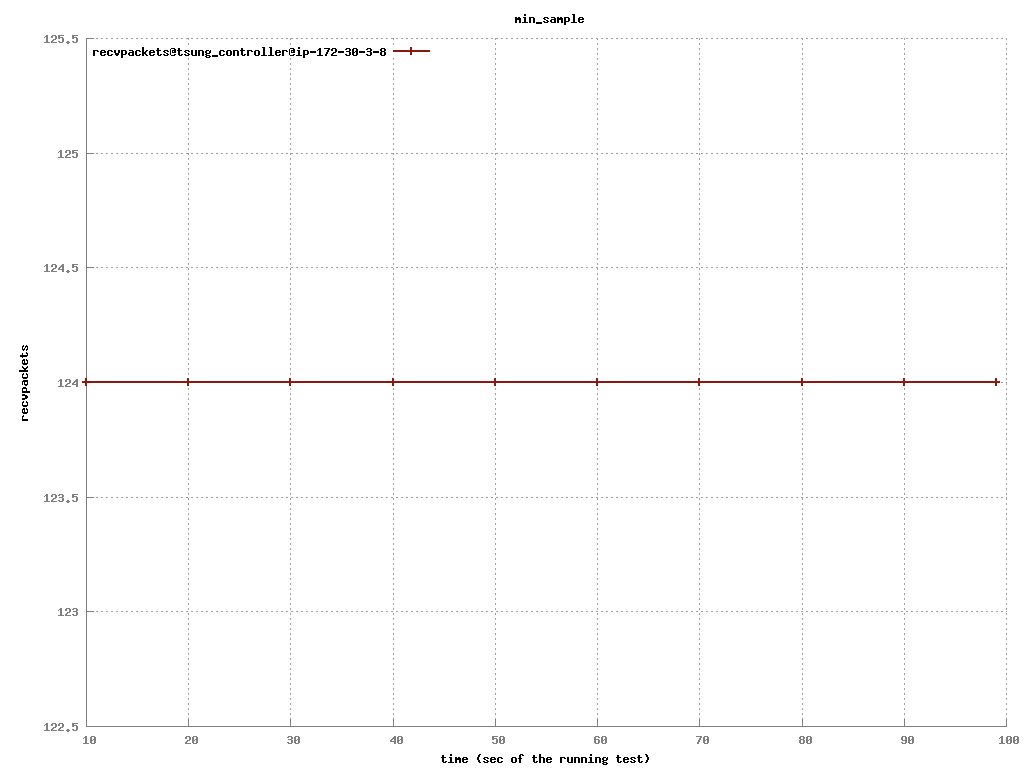 min_sample
125.5
recvpackets@tsung_controller@ip-172-30-3-8
125
124.5
recvpackets
124
123.5
123
122.5
10 20 30 40 50 60 70 80 90 100
time (sec of the running test)